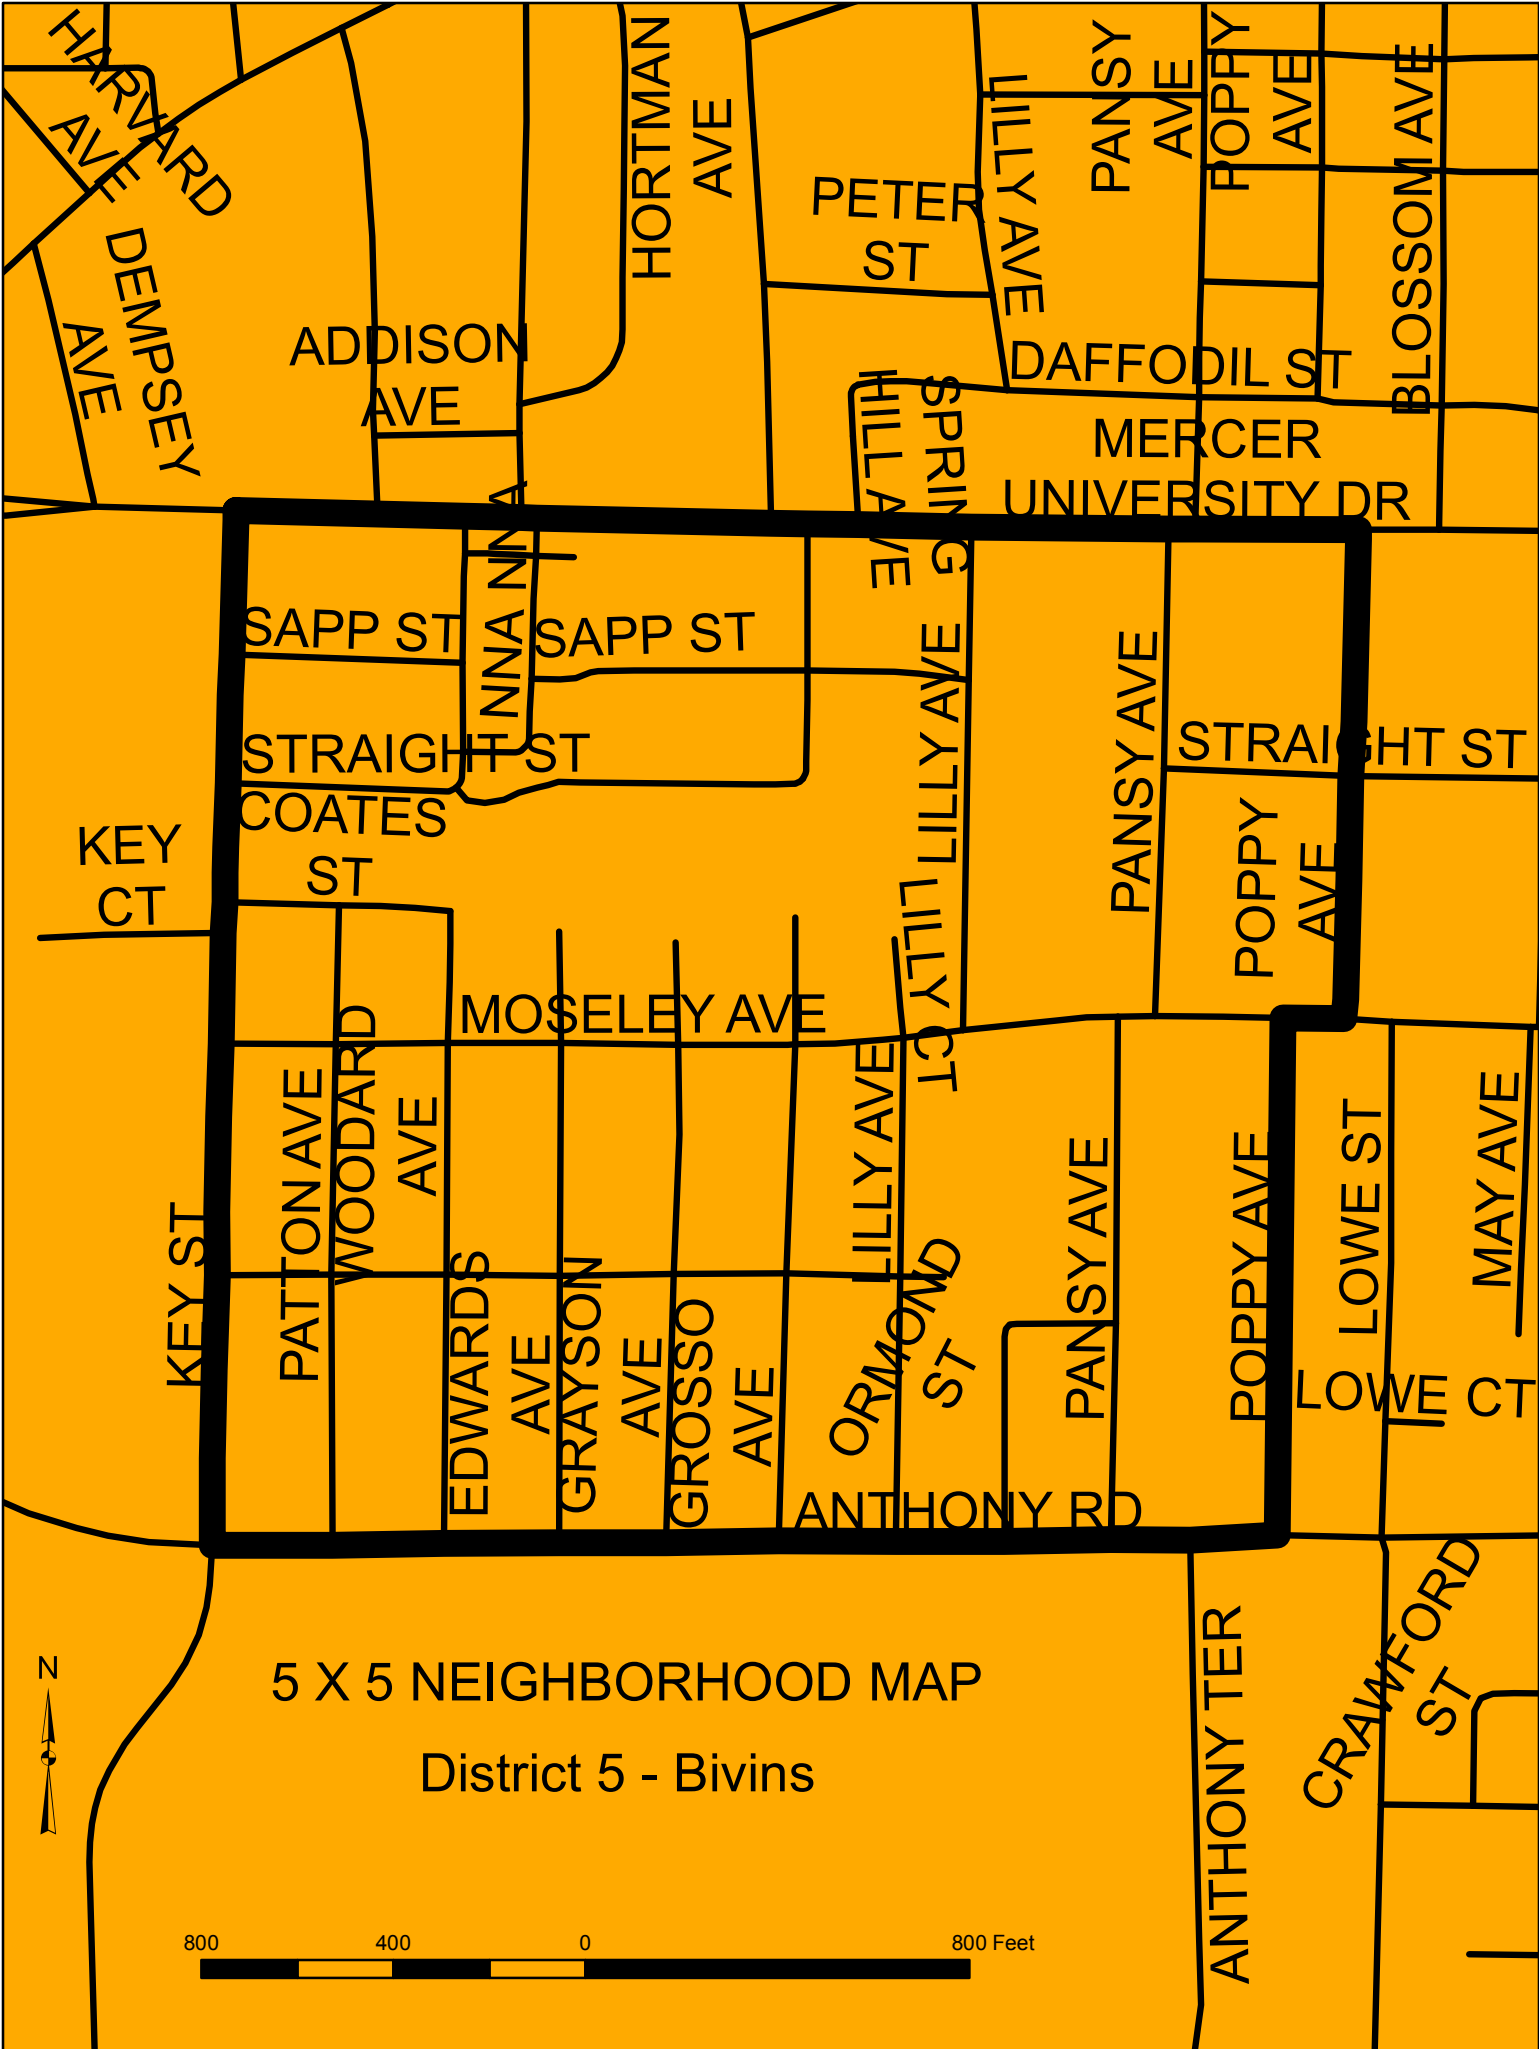 HARVARD
AVE
DEMPSEY
AVE
ADDISON
AVE
HORTMAN
AVE
PETER
ST
LILLY AVE
PANSY
AVE
POPPY
AVE
BLOSSOM AVE
DAFFODIL ST
SPRING
HILL AVE
MERCER
UNIVERSITY DR
NINA ANN
SAPP ST
SAPP ST
STRAIGHT ST
COATES
ST
KEY
CT
LILLY AVE
PANSY AVE
STRAIGHT ST
POPPY
AVE
LILLY CT
MOSELEY AVE
PATTON AVE
WOODARD
AVE
KEY ST
EDWARDS
AVE
GRAYSON
AVE
GROSSO
AVE
LILLY AVE
ORMOND
ST
PANSY AVE
POPPY AVE
LOWE ST
MAY AVE
LOWE CT
ANTHONY RD
CRAWFORD
ST
ANTHONY TER
N
5 X 5 NEIGHBORHOOD MAP
District 5 - Bivins
800 400 0 800 Feet